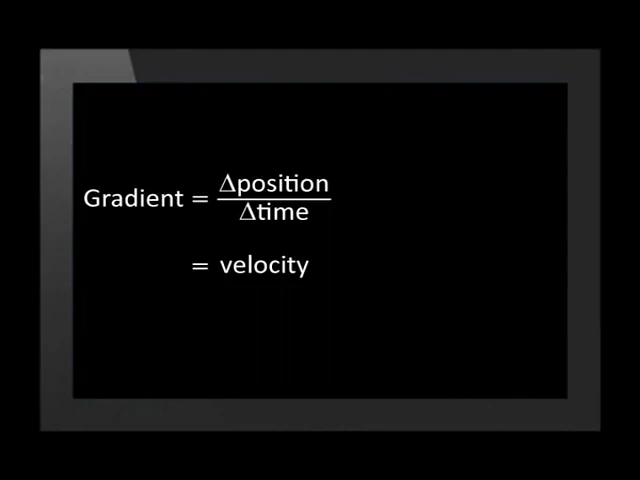 Gradient = Δposition
Δtime
= velocity